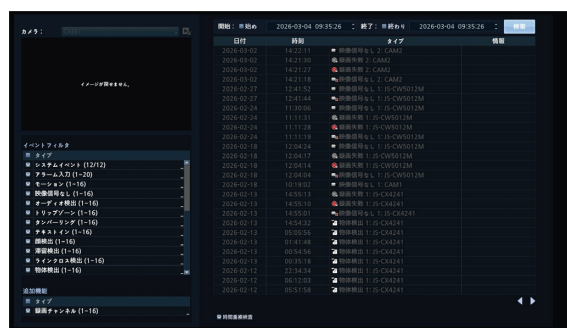 カメラ：
CAM1
開始： 始め 2026-03-04 09:35:26 終了： 終わり 2026-03-04 09:35:26 検索
イメージが探せません。
イベントフィルタ
タイプ
システムイベント (12/12)
アラーム入力 (1~20)
モーション (1~16)
映像信号なし (1~16)
オーディオ検出 (1~16)
トリップゾーン (1~16)
タンパーリング (1~16)
テキストイン (1~16)
顔検出 (1~16)
滞留検出 (1~16)
ラインクロス検出 (1~16)
物体検出 (1~16)
追加機能
タイプ
録画チャンネル (1~16)
日付 時刻 タイプ 情報
2026-03-02 14:22:11 映像信号なし 2: CAM2
2026-03-02 14:21:30 録画失敗 2: CAM2
2026-03-02 14:21:27 録画失敗 2: CAM2
2026-03-02 14:21:18 映像信号なし 2: CAM2
2026-02-27 12:41:52 映像信号なし 1: JS-CW5012M
2026-02-27 12:41:44 映像信号なし 1: JS-CW5012M
2026-02-24 11:30:06 映像信号なし 1: JS-CW5012M
2026-02-24 11:11:31 録画失敗 1: JS-CW5012M
2026-02-24 11:11:28 録画失敗 1: JS-CW5012M
2026-02-24 11:11:19 映像信号なし 1: JS-CW5012M
2026-02-18 12:04:24 映像信号なし 1: JS-CW5012M
2026-02-18 12:04:17 録画失敗 1: JS-CW5012M
2026-02-18 12:04:14 録画失敗 1: JS-CW5012M
2026-02-18 12:04:04 映像信号なし 1: JS-CW5012M
2026-02-18 10:19:02 映像信号なし 1: CAM1
2026-02-13 14:55:13 録画失敗 1: JS-CX4241
2026-02-13 14:55:10 録画失敗 1: JS-CX4241
2026-02-13 14:55:01 映像信号なし 1: JS-CX4241
2026-02-13 14:54:32 物体検出 1: JS-CX4241
2026-02-13 05:05:56 物体検出 1: JS-CX4241
2026-02-13 01:41:48 物体検出 1: JS-CX4241
2026-02-13 00:54:56 物体検出 1: JS-CX4241
2026-02-13 00:35:18 物体検出 1: JS-CX4241
2026-02-12 22:34:34 物体検出 1: JS-CX4241
2026-02-12 06:12:03 物体検出 1: JS-CX4241
2026-02-12 05:51:58 物体検出 1: JS-CX4241
時間重複検査